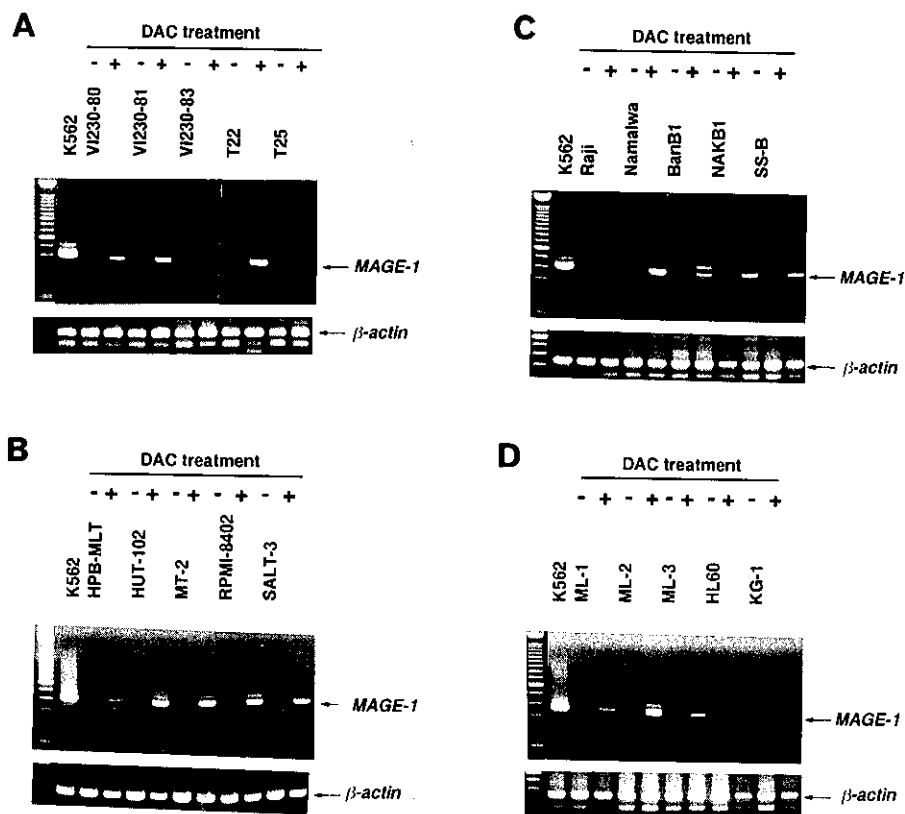 A
DAC treatment
- + - + - + - + - +
K562
VI230-80
VI230-81
VI230-83
T22
T25
MAGE-1
β-actin
B
DAC treatment
- + - + - + - + - +
K562
HPB-MLT
HUT-102
MT-2
RPMI-8402
SALT-3
MAGE-1
β-actin
C
DAC treatment
- + - + - + - + - +
K562
Raji
Namalwa
BanB1
NAKB1
SS-B
MAGE-1
β-actin
D
DAC treatment
- + - + - + - + - +
K562
ML-1
ML-2
ML-3
HL60
KG-1
MAGE-1
β-actin